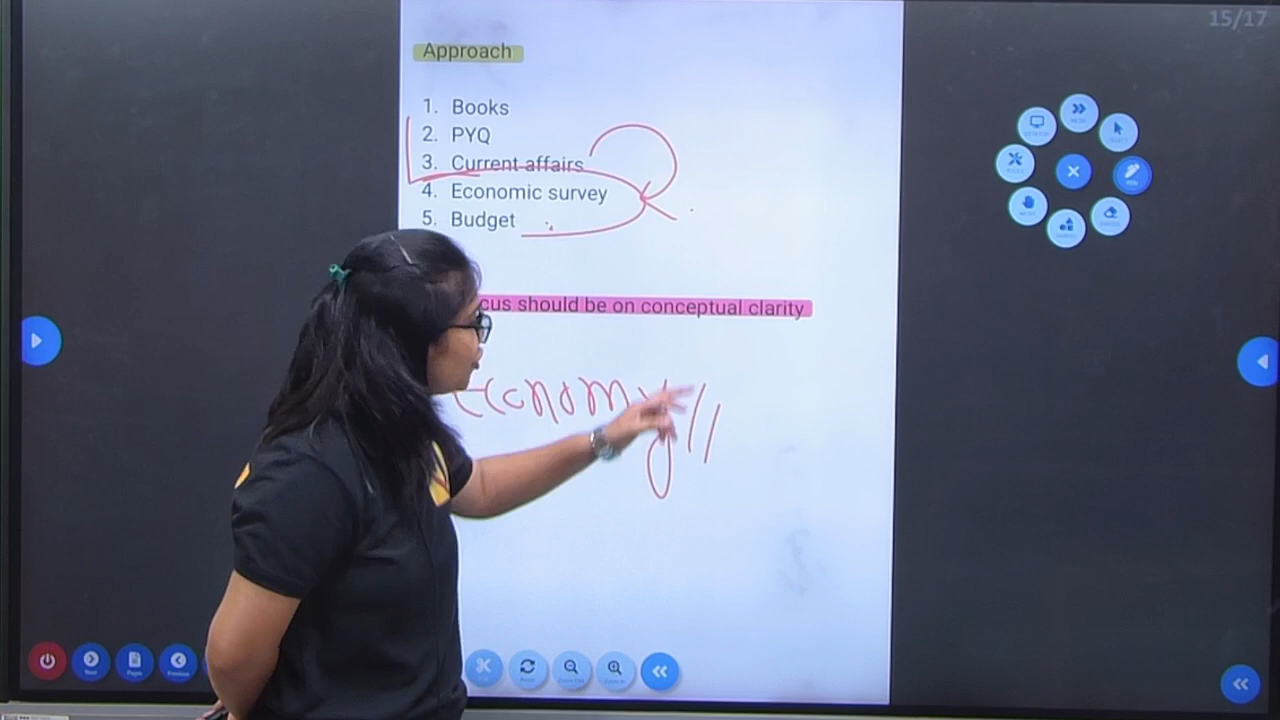 15/17
Approach
1. Books
2. PYQ
3. Current affairs
4. Economic survey
5. Budget
cus should be on conceptual clarity
Economy